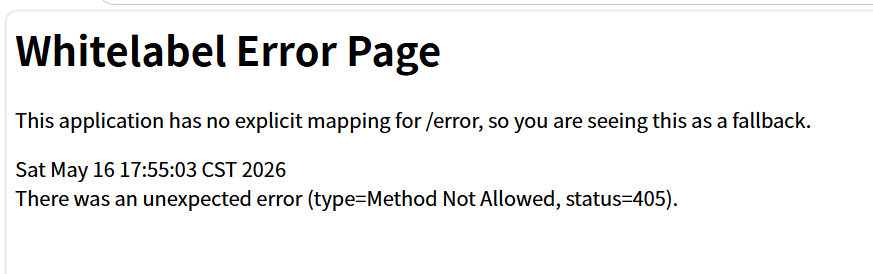 Whitelabel Error Page
This application has no explicit mapping for /error, so you are seeing this as a fallback.
Sat May 16 17:55:03 CST 2026
There was an unexpected error (type=Method Not Allowed, status=405).